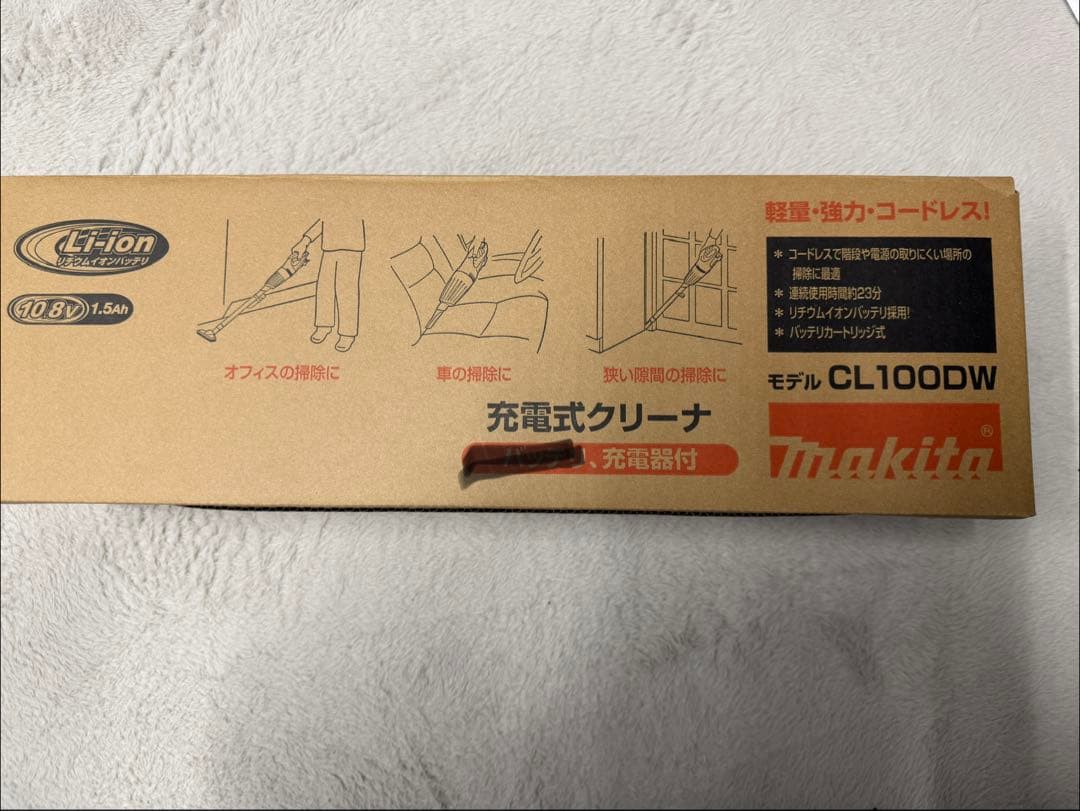 Li-ion
リチウムイオンバッテリ
10.8V 1.5Ah
オフィスの掃除に
車の掃除に
狭い隙間の掃除に
充電式クリーナ
、充電器付
軽量・強力・コードレス!
* コードレスで階段や電源の取りにくい場所の
掃除に最適
* 連続使用時間約23分
* リチウムイオンバッテリ採用!
* バッテリカートリッジ式
モデル CL100DW
makita®